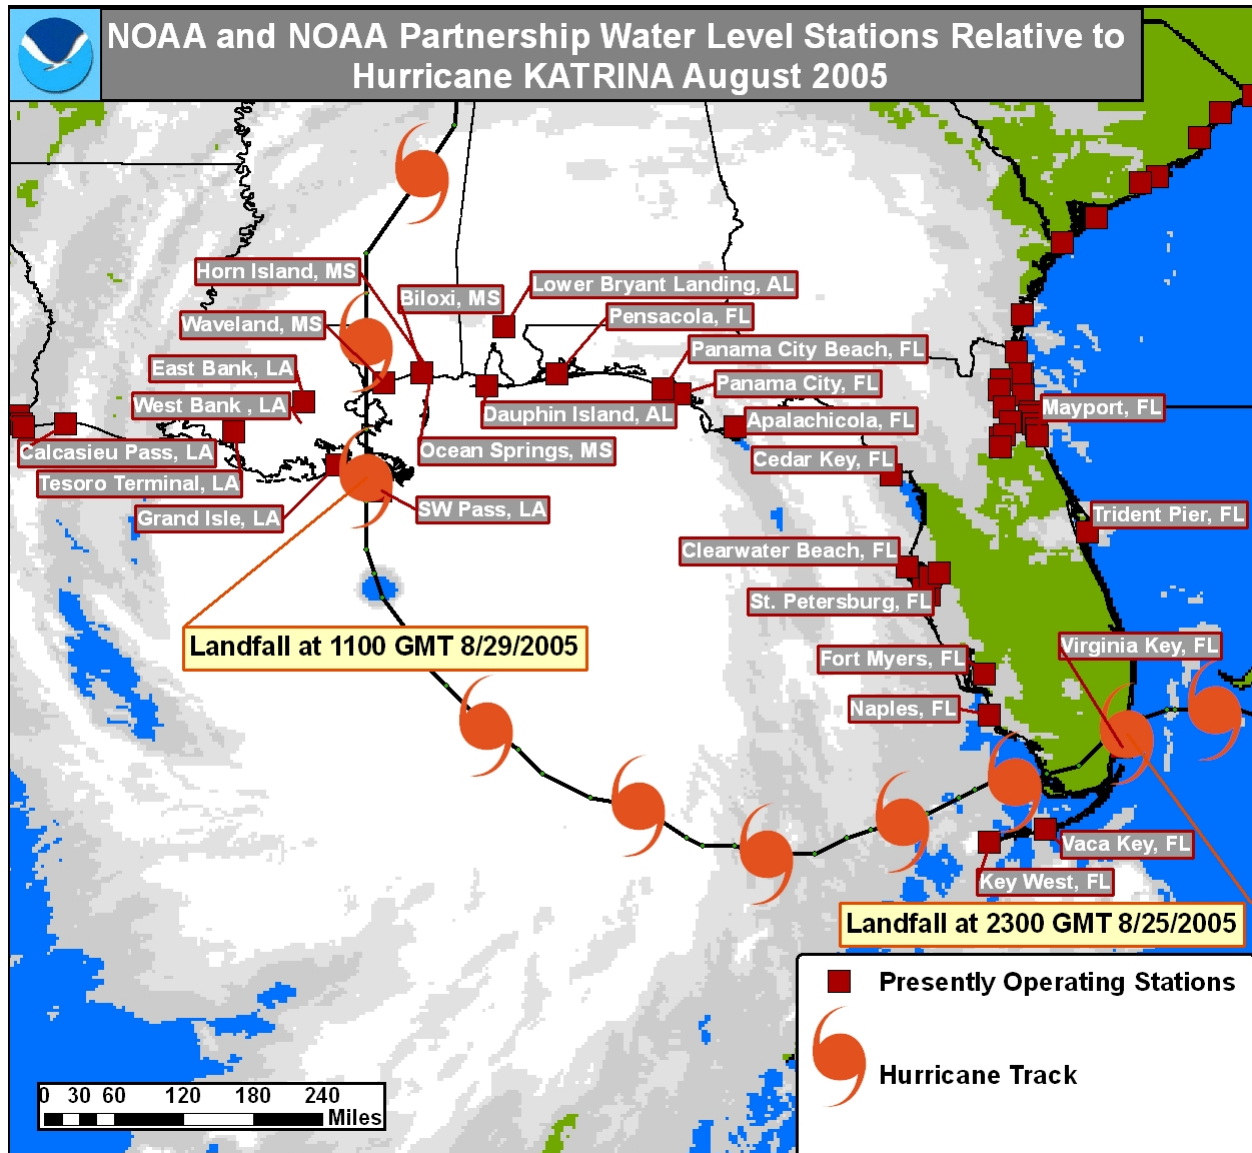 NOAA and NOAA Partnership Water Level Stations Relative to
Hurricane KATRINA August 2005
Horn Island, MS
Biloxi, MS
Lower Bryant Landing, AL
Waveland, MS
Pensacola, FL
Panama City Beach, FL
East Bank, LA
Panama City, FL
West Bank , LA
Dauphin Island, AL
Apalachicola, FL
Mayport, FL
Calcasieu Pass, LA
Ocean Springs, MS
Cedar Key, FL
Tesoro Terminal, LA
Grand Isle, LA
SW Pass, LA
Trident Pier, FL
Clearwater Beach, FL
St. Petersburg, FL
Landfall at 1100 GMT 8/29/2005
Virginia Key, FL
Fort Myers, FL
Naples, FL
Vaca Key, FL
Key West, FL
Landfall at 2300 GMT 8/25/2005
Presently Operating Stations
Hurricane Track
0 30 60 120 180 240
Miles